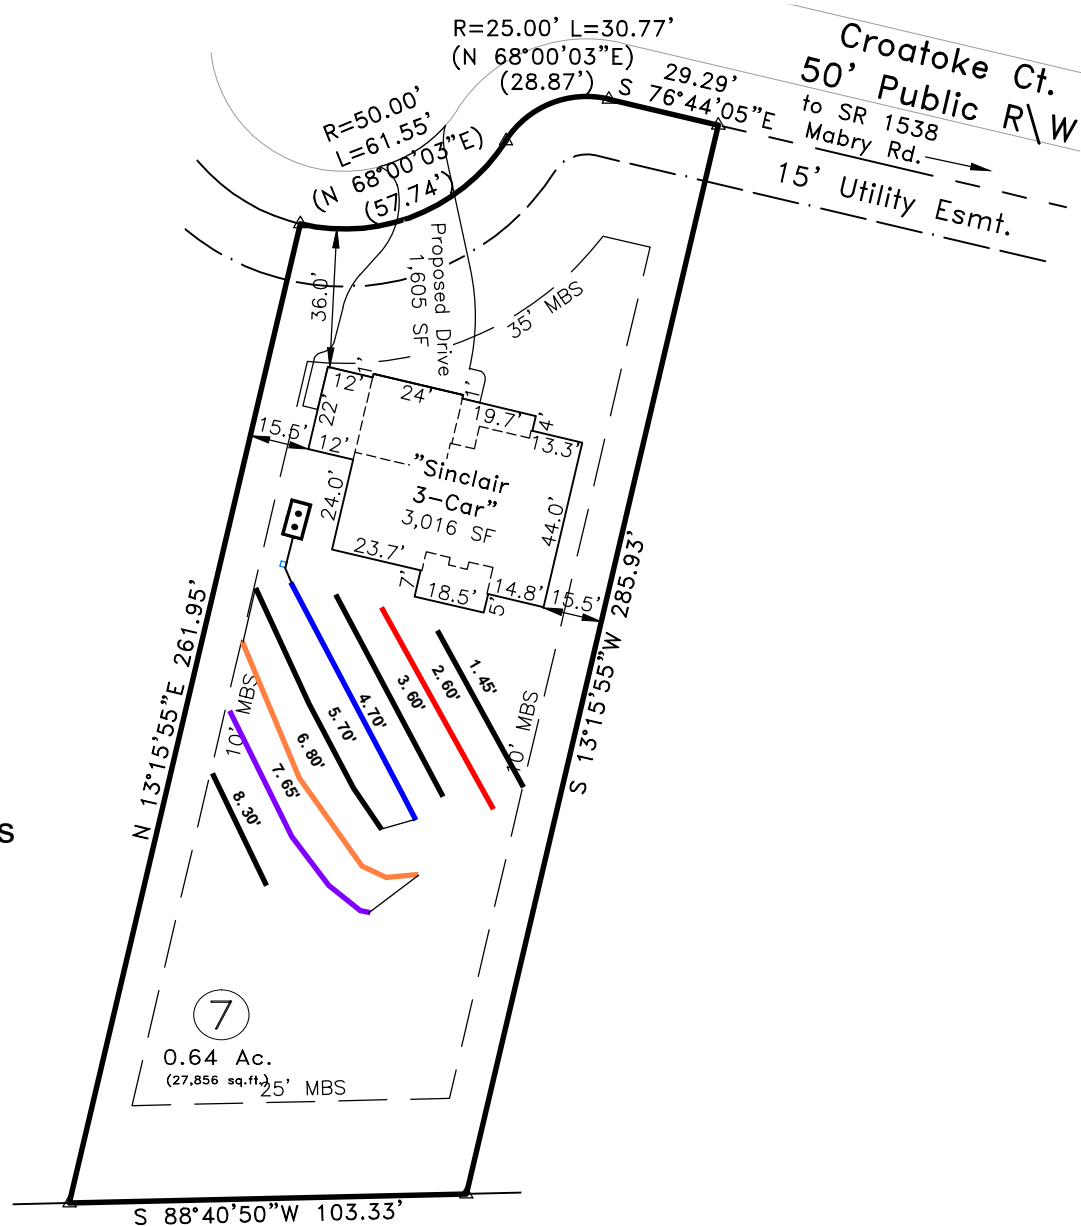 R=25.00' L=30.77'
(N 68°00'03"E)
(28.87')
29.29'
S 76°44'05"E
Croatoke Ct.
50' Public R\W
to SR 1538
Mabry Rd.
15' Utility Esmt.
R=50.00'
L=61.55'
(N 68°00'03"E)
(57.74')
36.0'
Proposed Drive
1,605 SF
35' MBS
12'
1'
24'
1'
19.7'
4'
13.3'
22'
15.5'
12'
"Sinclair
3-Car"
3,016 SF
24.0'
44.0'
23.7'
7'
18.5'
5'
14.8'
15.5'
N 13°15'55"E 261.95'
S 13°15'55"W 285.93'
1. 45'
2. 60'
3. 60'
4. 70'
5. 70'
6. 80'
7. 65'
8. 30'
10' MBS
10' MBS
s
7
0.64 Ac.
(27,856 sq.ft.)
25' MBS
S 88°40'50"W 103.33'